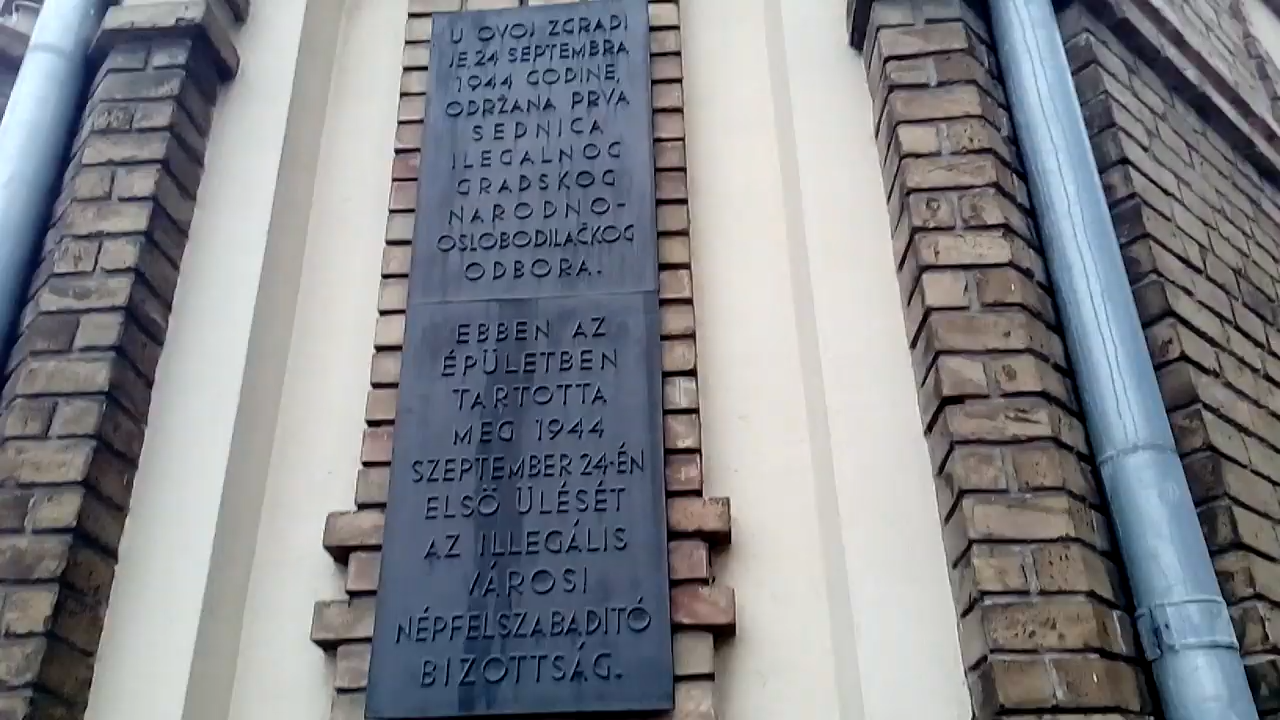 U OVOJ ZGRADI
JE 24 SEPTEMBRA
1944 GODINE,
ODRŽANA PRVA
SEDNICA
ILEGALNOG
GRADSKOG
NARODNO-
OSLOBODILAČKOG
ODBORA.
EBBEN AZ
ÉPÜLETBEN
TARTOTTA
MEG 1944
SZEPTEMBER 24-ÉN
ELSÖ ÜLÉSÉT
AZ ILLEGÁLIS
VÁROSI
NÉPFELSZABADITÓ
BIZOTTSÁG.